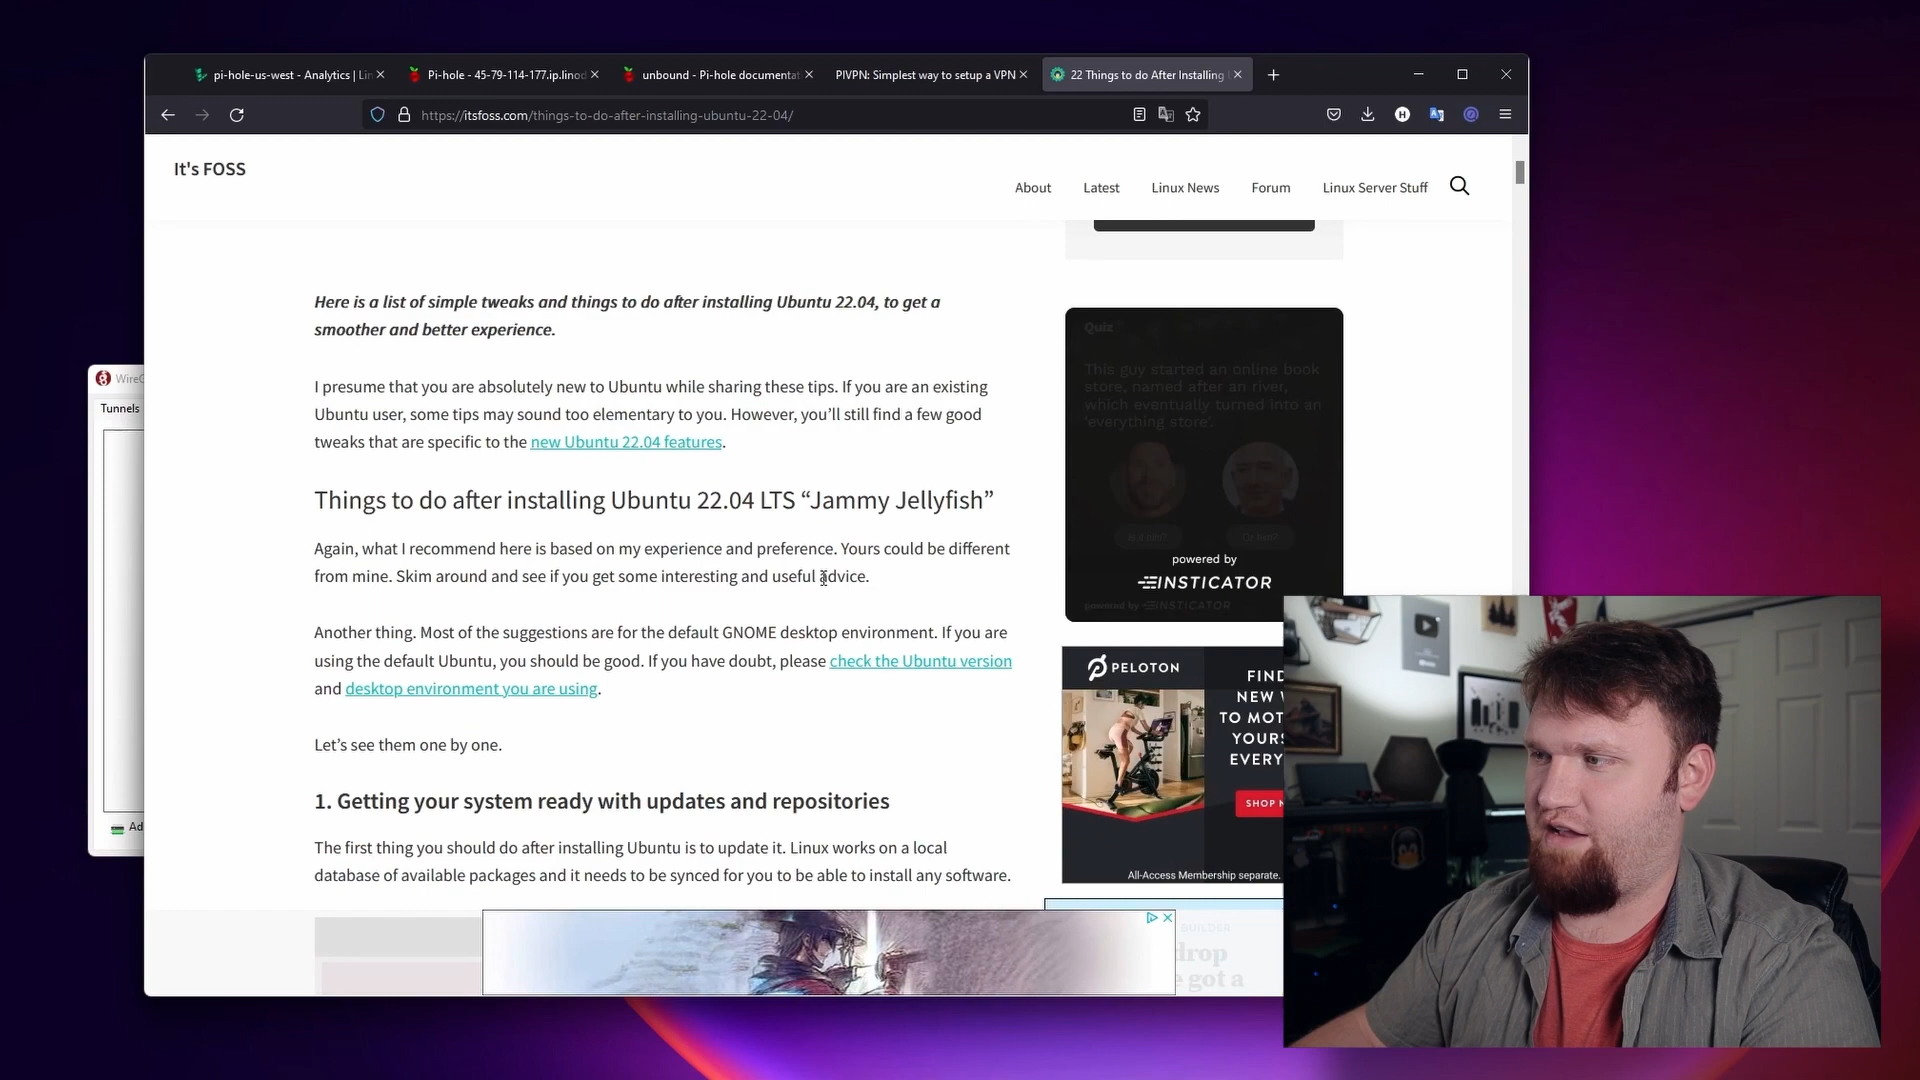 pi-hole-us-west - Analytics | Lin
Pi-hole - 45-79-114-177.ip.linod
unbound - Pi-hole documentat
PIVPN: Simplest way to setup a VPN
22 Things to do After Installing
https://itsfoss.com/things-to-do-after-installing-ubuntu-22-04/
It's FOSS
About
Latest
Linux News
Forum
Linux Server Stuff
WireG
Tunnels
Ad
Here is a list of simple tweaks and things to do after installing Ubuntu 22.04, to get a
smoother and better experience.
I presume that you are absolutely new to Ubuntu while sharing these tips. If you are an existing
Ubuntu user, some tips may sound too elementary to you. However, you’ll still find a few good
tweaks that are specific to the new Ubuntu 22.04 features.
Things to do after installing Ubuntu 22.04 LTS “Jammy Jellyfish”
Again, what I recommend here is based on my experience and preference. Yours could be different
from mine. Skim around and see if you get some interesting and useful advice.
Another thing. Most of the suggestions are for the default GNOME desktop environment. If you are
using the default Ubuntu, you should be good. If you have doubt, please check the Ubuntu version
and desktop environment you are using.
Let’s see them one by one.
1. Getting your system ready with updates and repositories
The first thing you should do after installing Ubuntu is to update it. Linux works on a local
database of available packages and it needs to be synced for you to be able to install any software.
Quiz
This guy started an online book
store, named after an river,
which eventually turned into an
'everything store'.
Is it him?
Or him?
powered by
INSTICATOR
powered by INSTICATOR
PELOTON
FIND
NEW W
TO MOT
YOURS
EVERY
SHOP N
All-Access Membership separate.
BUILDER
drop
e got a